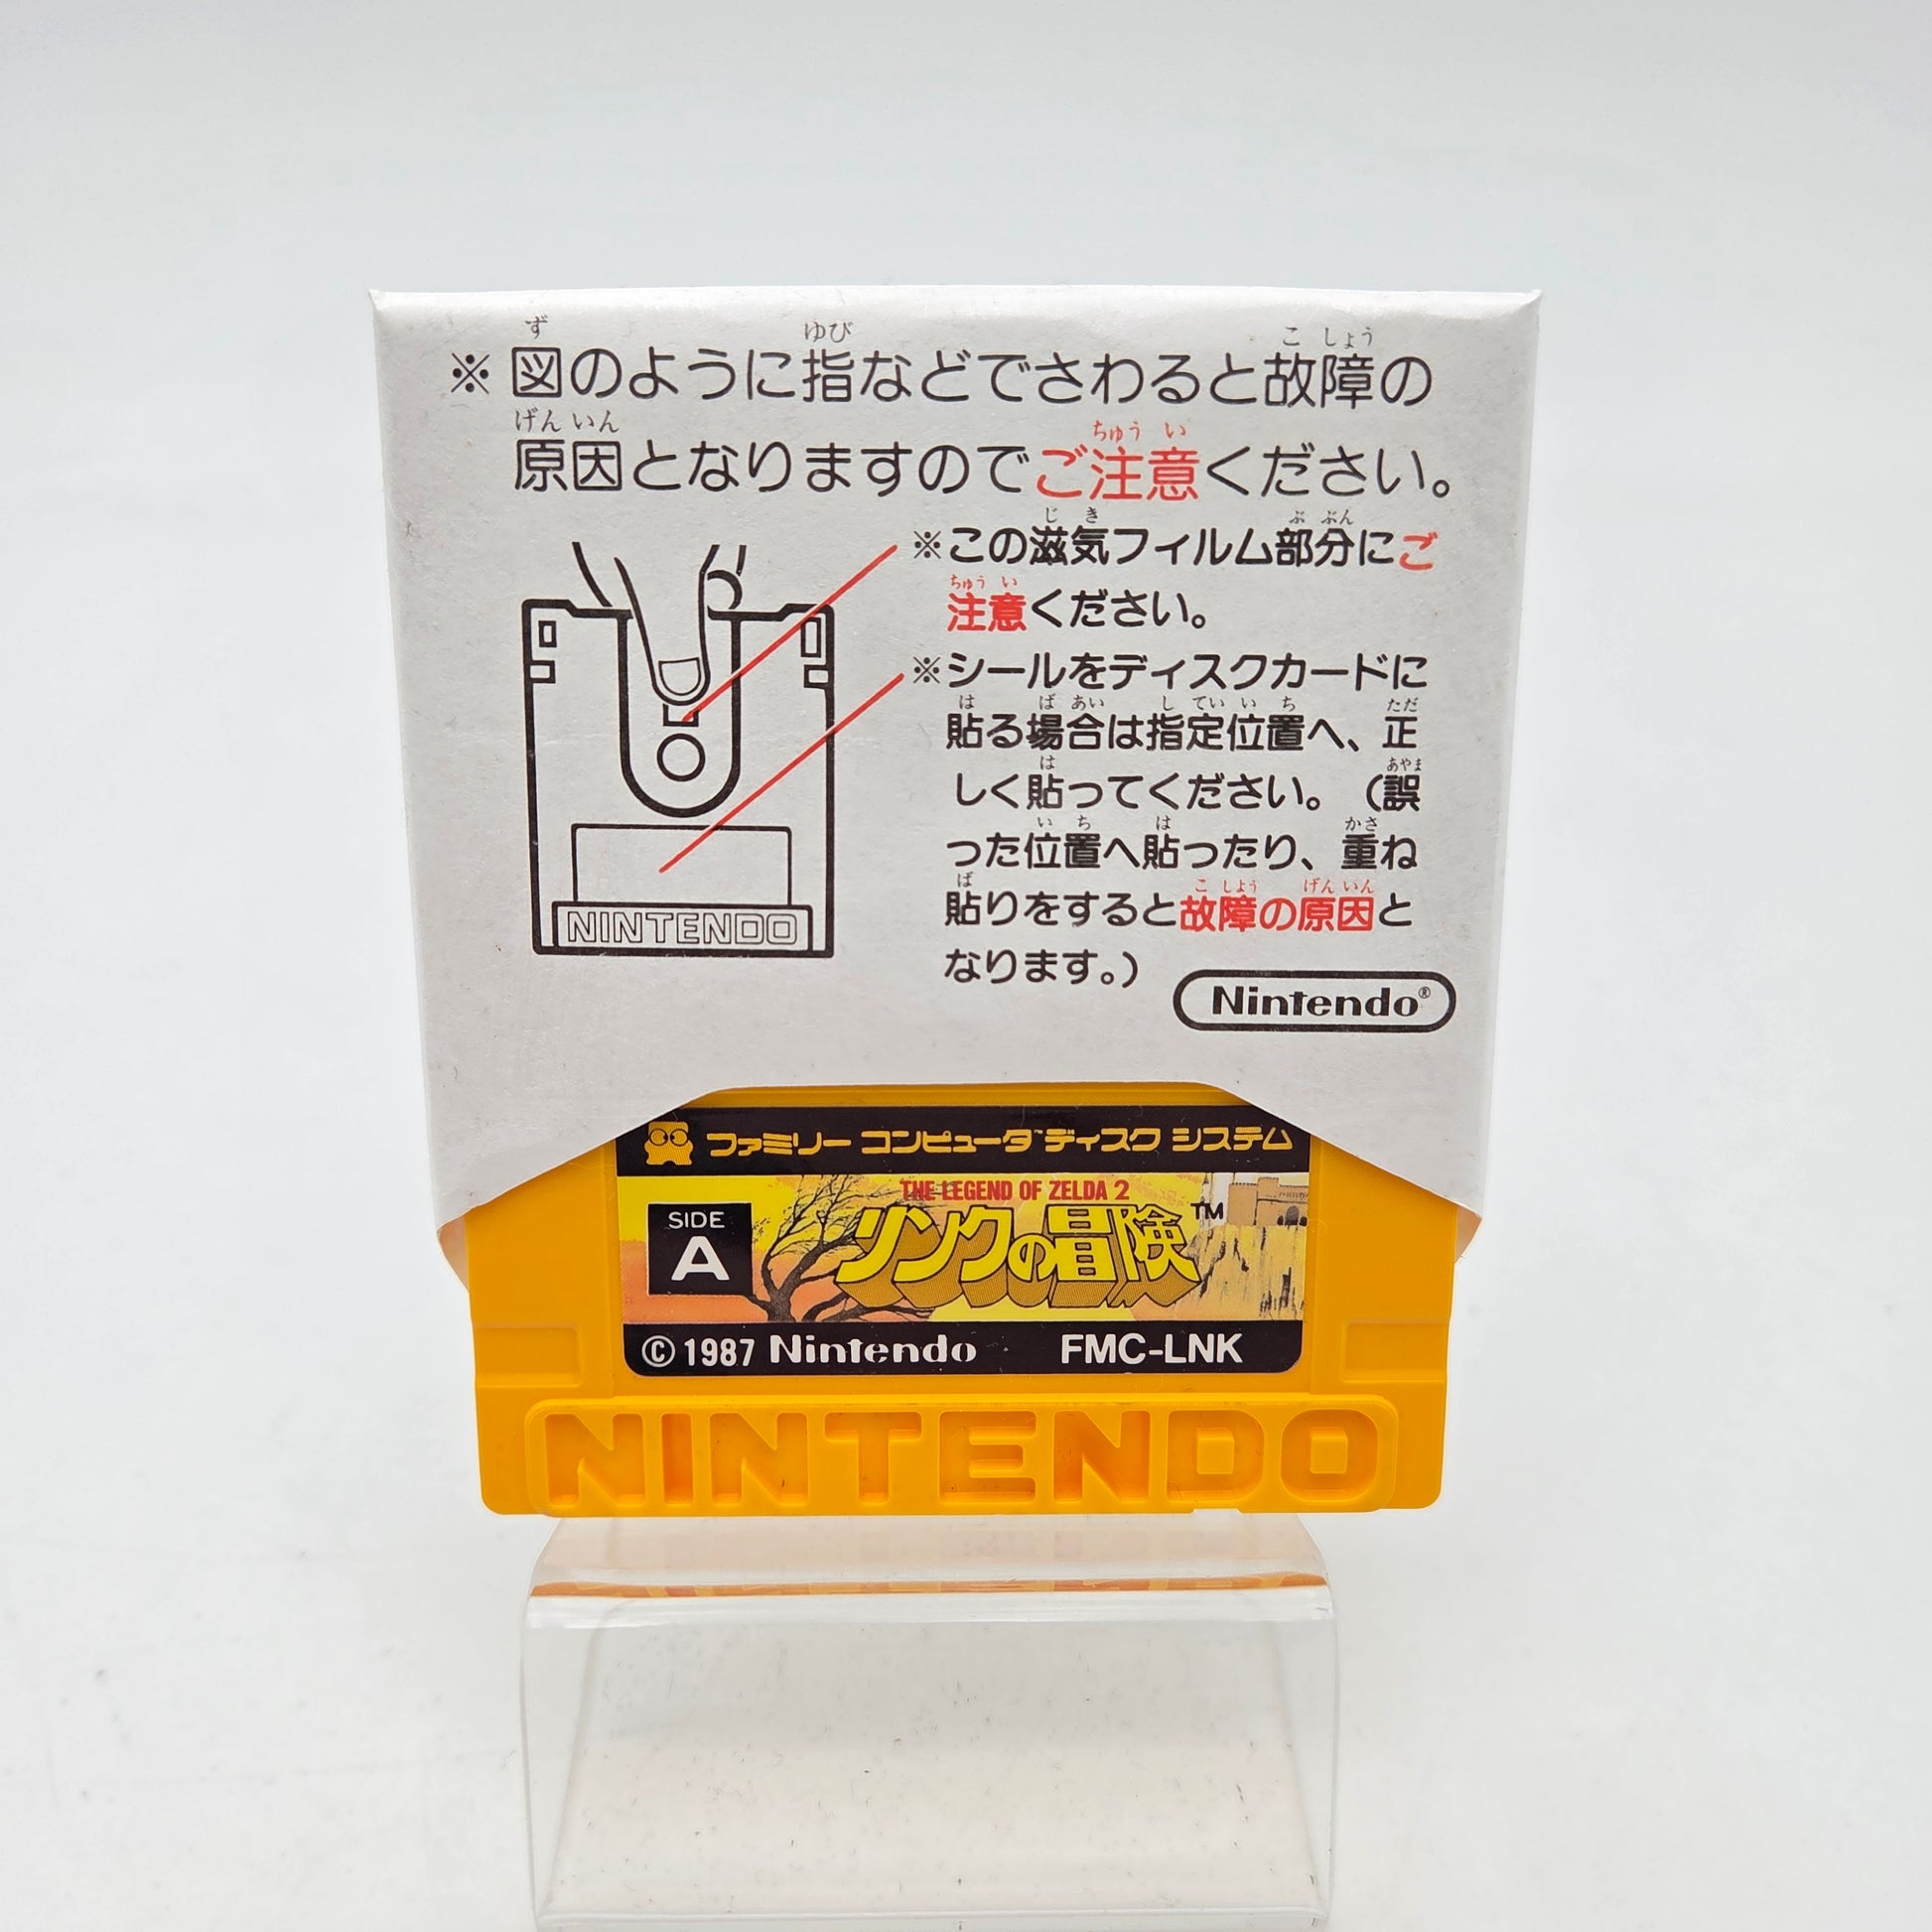 ※図のように指などでさわると故障の
原因となりますのでご注意ください。
※この滋気フィルム部分にご
注意ください。
※シールをディスクカードに
貼る場合は指定位置へ、正
しく貼ってください。（誤
った位置へ貼ったり、重ね
貼りをすると故障の原因と
なります。）
NINTENDO
Nintendo®
ファミリー コンピュータ™ ディスク システム
THE LEGEND OF ZELDA 2
SIDE
A
リンクの冒険™
© 1987 Nintendo FMC-LNK
NINTENDO